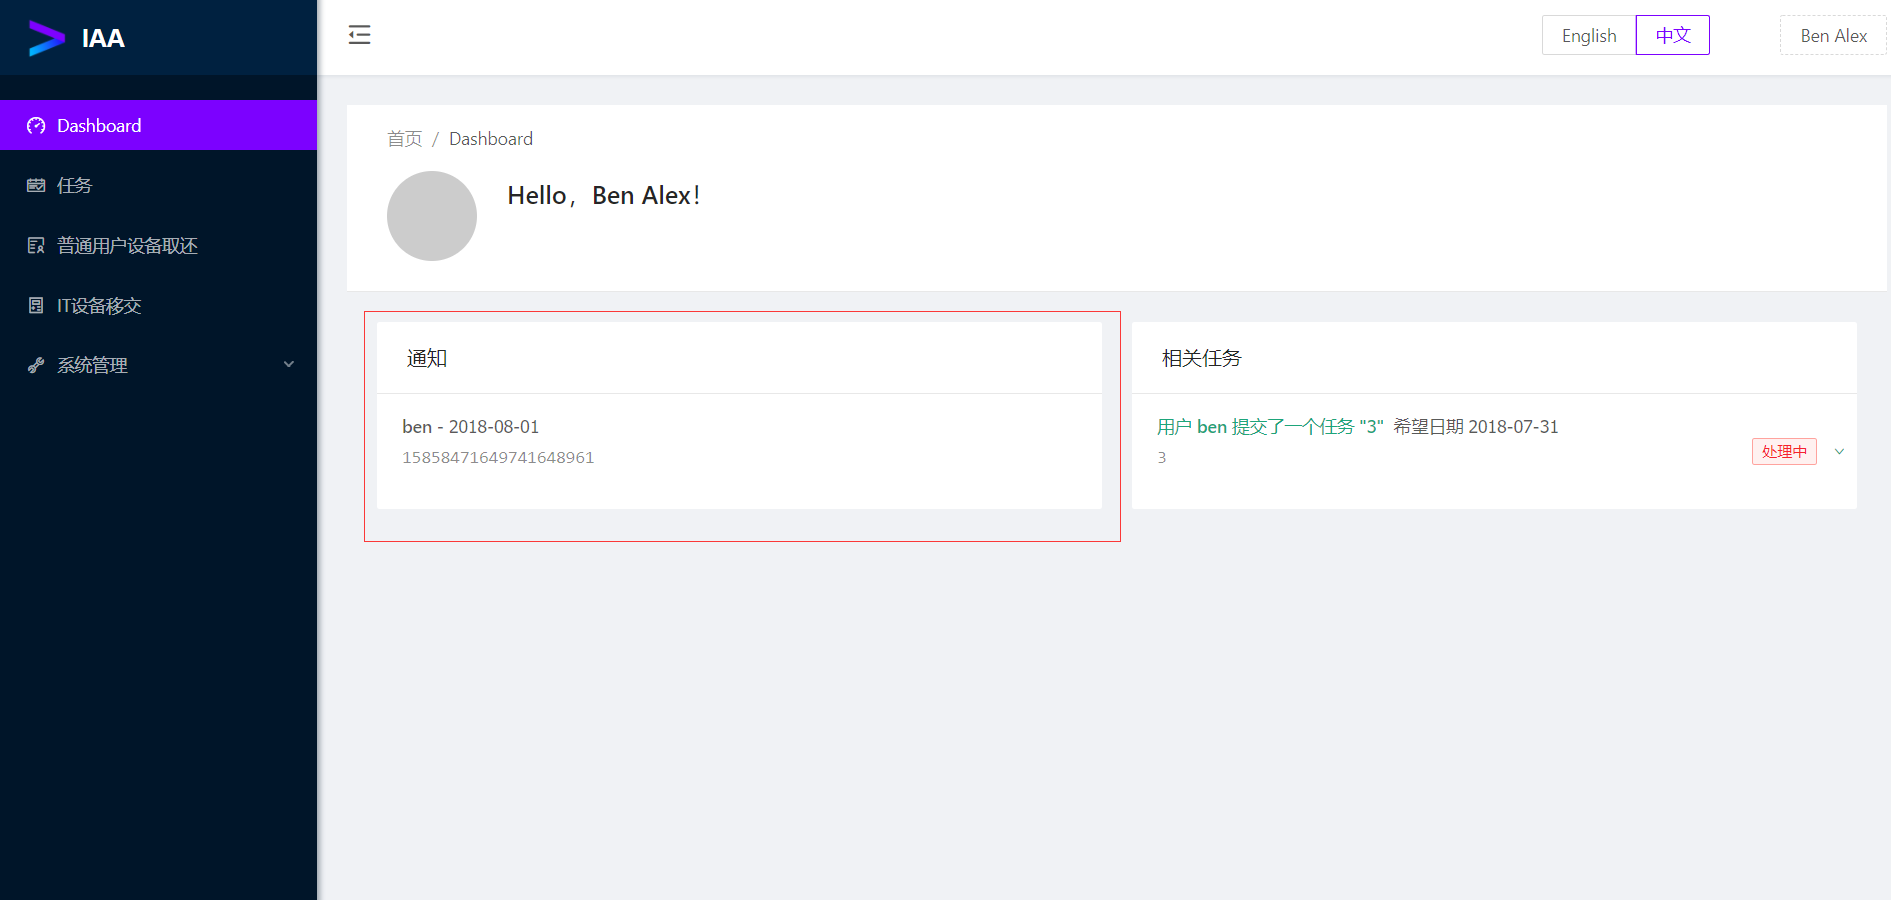 IAA
Dashboard
任务
普通用户设备取还
IT设备移交
系统管理
English
中文
Ben Alex
首页 / Dashboard
Hello，Ben Alex！
通知
ben - 2018-08-01
15858471649741648961
相关任务
用户 ben 提交了一个任务 "3" 希望日期 2018-07-31
3
处理中